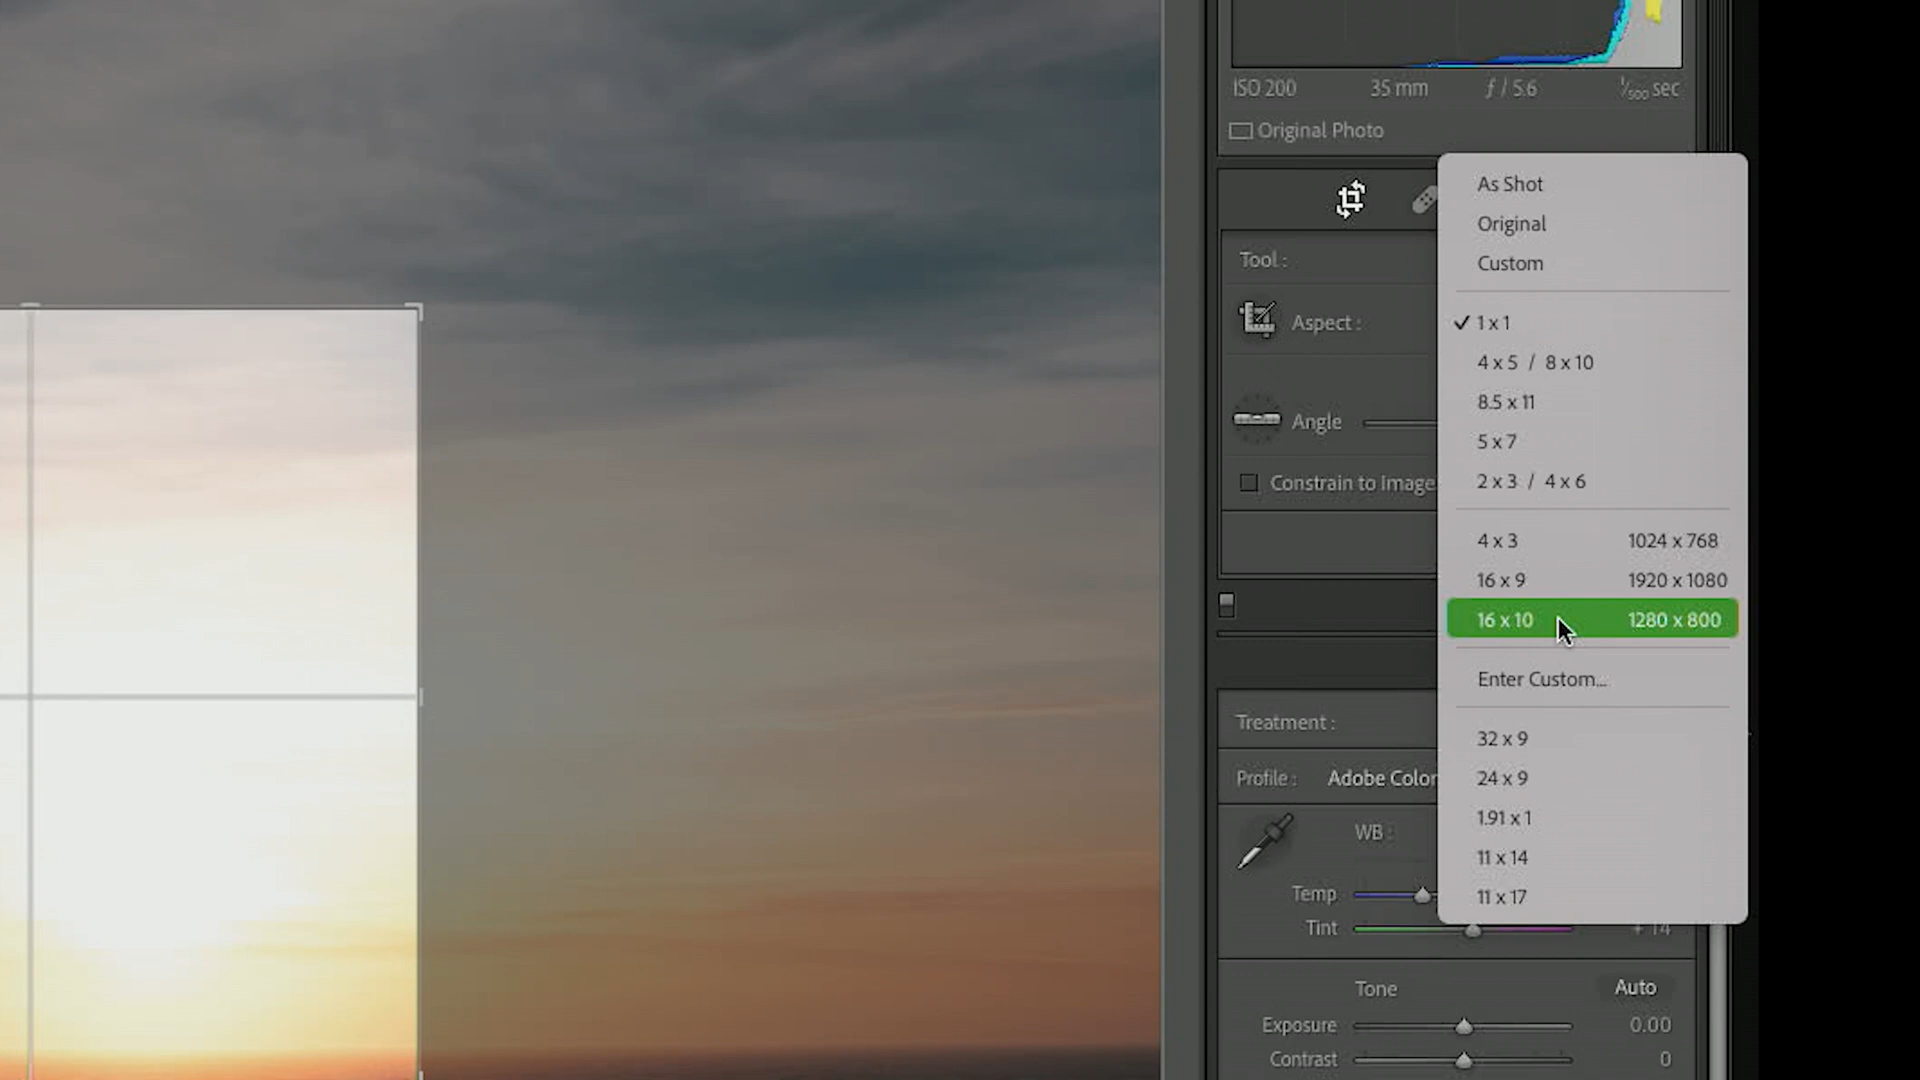 ISO 200 35 mm ƒ / 5.6 1/500 sec
Original Photo
As Shot
Original
Custom
Tool :
Aspect :
✓ 1 x 1
4 x 5 / 8 x 10
8.5 x 11
Angle
5 x 7
Constrain to Image
2 x 3 / 4 x 6
4 x 3 1024 x 768
16 x 9 1920 x 1080
16 x 10 1280 x 800
Enter Custom...
Treatment :
32 x 9
Profile : Adobe Color
24 x 9
WB :
1.91 x 1
11 x 14
Temp
11 x 17
Tint + 14
Tone Auto
Exposure 0.00
Contrast 0